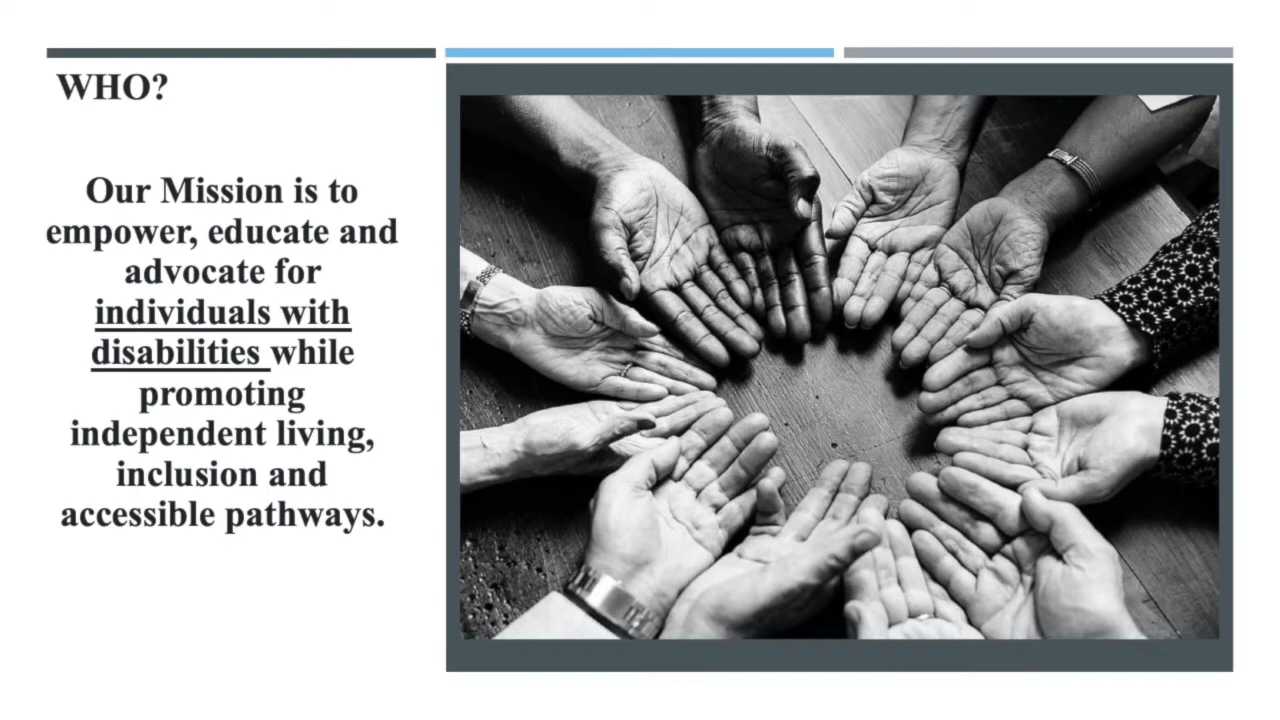 WHO?
Our Mission is to
empower, educate and
advocate for
individuals with
disabilities while
promoting
independent living,
inclusion and
accessible pathways.